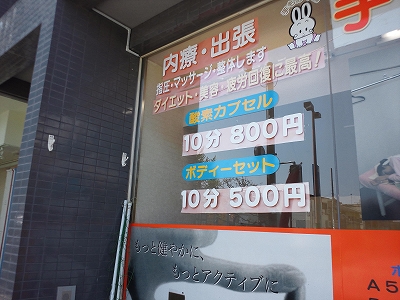 内療・出張
指圧・マッサージ・整体します
ダイエット・美容・疲労回復に最高！
酸素カプセル
10分 800円
ボディーセット
10分 500円
もっと健やかに、
もっとアクティブに